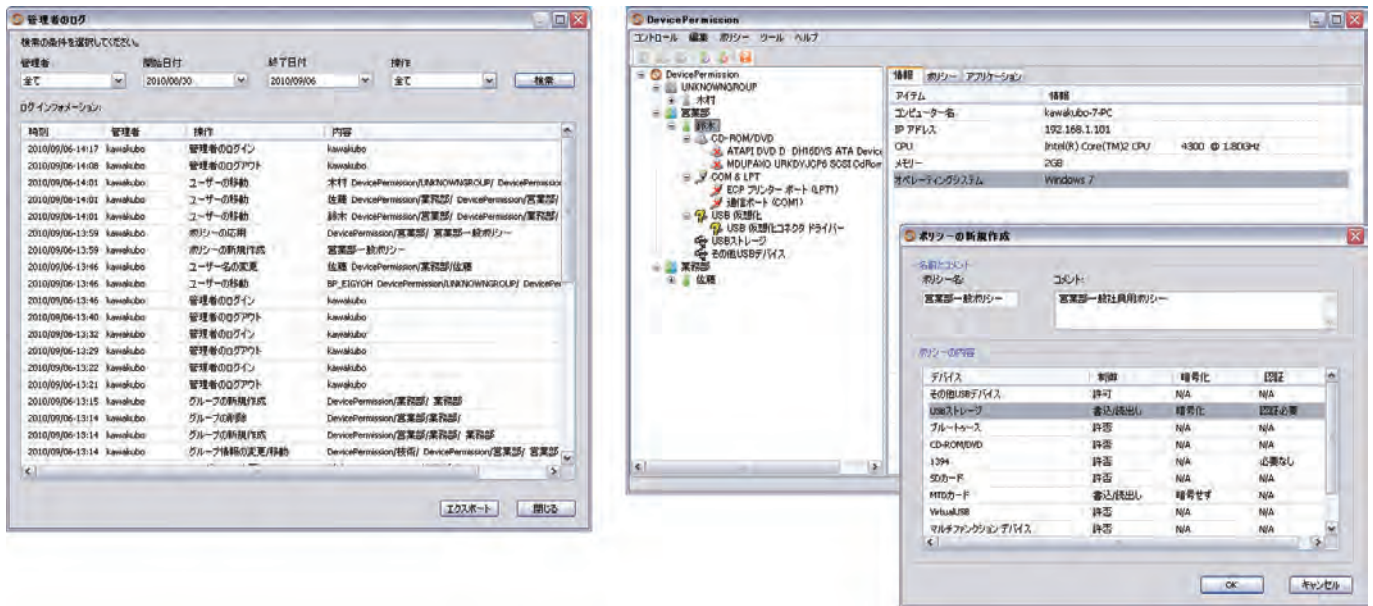 管理者のログ
検索の条件を選択してください。
管理者 開始日付 終了日付 操作
全て 2010/06/30 2010/09/06 全て 検索
ログインフォメーション:
時刻 管理者 操作 内容
2010/09/06-14:17 kawakubo 管理者のログイン kawakubo
2010/09/06-14:08 kawakubo 管理者のログアウト kawakubo
2010/09/06-14:01 kawakubo ユーザーの移動 木村 DevicePermission/UNKNOWNGROUP/ DevicePermission
2010/09/06-14:01 kawakubo ユーザーの移動 佐藤 DevicePermission/業務部/ DevicePermission/営業部/
2010/09/06-14:01 kawakubo ユーザーの移動 鈴木 DevicePermission/営業部/ DevicePermission/業務部/
2010/09/06-13:59 kawakubo ポリシーの応用 DevicePermission/営業部/ 営業部一般ポリシー
2010/09/06-13:59 kawakubo ポリシーの新規作成 営業部一般ポリシー
2010/09/06-13:46 kawakubo ユーザー名の変更 佐藤 DevicePermission/業務部/佐藤
2010/09/06-13:46 kawakubo ユーザーの移動 BP_EIGYOH DevicePermission/UNKNOWNGROUP/ DevicePer
2010/09/06-13:46 kawakubo 管理者のログイン kawakubo
2010/09/06-13:40 kawakubo 管理者のログアウト kawakubo
2010/09/06-13:32 kawakubo 管理者のログイン kawakubo
2010/09/06-13:29 kawakubo 管理者のログアウト kawakubo
2010/09/06-13:22 kawakubo 管理者のログイン kawakubo
2010/09/06-13:21 kawakubo 管理者のログアウト kawakubo
2010/09/06-13:15 kawakubo グループの新規作成 DevicePermission/業務部/ 業務部
2010/09/06-13:14 kawakubo グループの削除 DevicePermission/営業部/業務部/
2010/09/06-13:14 kawakubo グループの新規作成 DevicePermission/営業部/業務部/ 業務部
2010/09/06-13:14 kawakubo グループ情報の変更/移動 DevicePermission/技術/ DevicePermission/営業部/ 営業部
エクスポート 閉じる
DevicePermission
コントロール 編集 ポリシー ツール ヘルプ
DevicePermission
UNKNOWNGROUP
木村
営業部
鈴木
CD-ROM/DVD
ATAPI DVD D DH16DYS ATA Device
MDUPAXO URKDYJCP6 SCSI CdRom
COM & LPT
ECP プリンター ポート (LPT1)
通信ポート (COM1)
USB 仮想化
USB 仮想化コネクタ ドライバー
USBストレージ
その他USBデバイス
業務部
佐藤
情報 ポリシー アプリケーション
アイテム 情報
コンピューター名 kawakubo-7-PC
IP アドレス 192.168.1.101
CPU Intel(R) Core(TM)2 CPU 4300 @ 1.80GHz
メモリー 2GB
オペレーティングシステム Windows 7
ポリシーの新規作成
名前とコメント
ポリシー名: コメント:
営業部一般ポリシー 営業部一般社員用ポリシー
ポリシーの内容
デバイス 制御 暗号化 認証
その他USBデバイス 許可 N/A N/A
USBストレージ 書込/読出し 暗号化 認証必要
ブルートゥース 許否 N/A N/A
CD-ROM/DVD 許否 N/A N/A
1394 許否 N/A 必要なし
SDカード 許否 N/A N/A
MTDカード 書込/読出し 暗号せず N/A
VirtualUSB 許否 N/A N/A
マルチファンクションデバイス 許否 N/A N/A
OK キャンセル